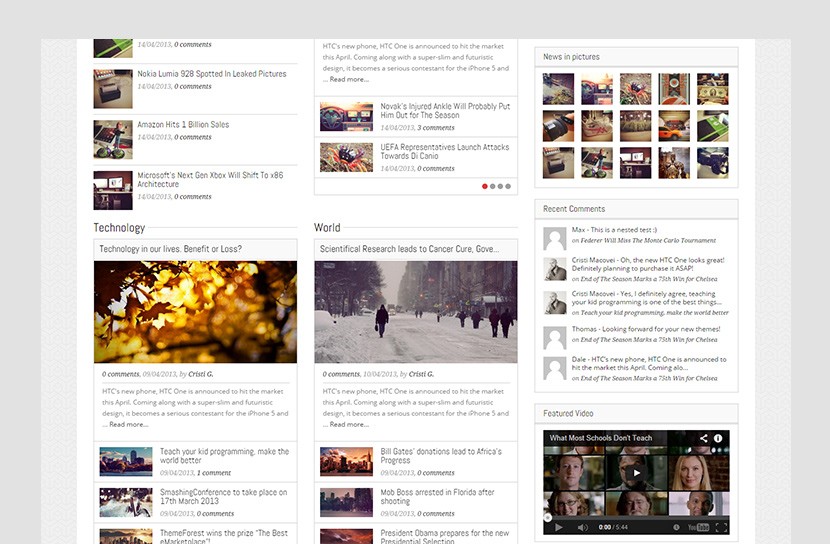 14/04/2013, 0 comments
Nokia Lumia 928 Spotted In Leaked Pictures
14/04/2013, 0 comments
Amazon Hits 1 Billion Sales
14/04/2013, 0 comments
Microsoft's Next Gen Xbox Will Shift To x86
Architecture
14/04/2013, 0 comments
Technology
Technology in our lives. Benefit or Loss?
0 comments, 09/04/2013, by Cristi G.
HTC's new phone, HTC One is announced to hit the market
this April. Coming along with a super-slim and futuristic
design, it becomes a serious contestant for the iPhone 5 and
... Read more...
Teach your kid programming, make the
world better
09/04/2013, 1 comment
SmashingConference to take place on
17th March 2013
09/04/2013, 0 comments
ThemeForest wins the prize "The Best
eMarketplace"!
HTC's new phone, HTC One is announced to hit the market
this April. Coming along with a super-slim and futuristic
design, it becomes a serious contestant for the iPhone 5 and
... Read more...
Novak's Injured Ankle Will Probably Put
Him Out for The Season
14/04/2013, 3 comments
UEFA Representatives Launch Attacks
Towards Di Canio
14/04/2013, 0 comments
World
Scientifical Research leads to Cancer Cure, Gove...
0 comments, 10/04/2013, by Cristi G.
HTC's new phone, HTC One is announced to hit the market
this April. Coming along with a super-slim and futuristic
design, it becomes a serious contestant for the iPhone 5 and
... Read more...
Bill Gates' donations lead to Africa's
Progress
09/04/2013, 0 comments
Mob Boss arrested in Florida after
shooting
09/04/2013, 0 comments
President Obama prepares for the new
Presidential Selection
News in pictures
Recent Comments
Max - This is a nested test :)
on Federer Will Miss The Monte Carlo Tournament
Cristi Macovei - Oh, the new HTC One looks great!
Definitely planning to purchase it ASAP!
on End of The Season Marks a 75th Win for Chelsea
Cristi Macovei - Yes, I definitely agree, teaching
your kid programming is one of the best things...
on Teach your kid programming, make the world better
Thomas - Looking forward for your new themes!
on End of The Season Marks a 75th Win for Chelsea
Dale - HTC's new phone, HTC One is announced to
hit the market this April. Coming alo...
on End of The Season Marks a 75th Win for Chelsea
Featured Video
What Most Schools Don't Teach
0:00 / 5:44
YouTube